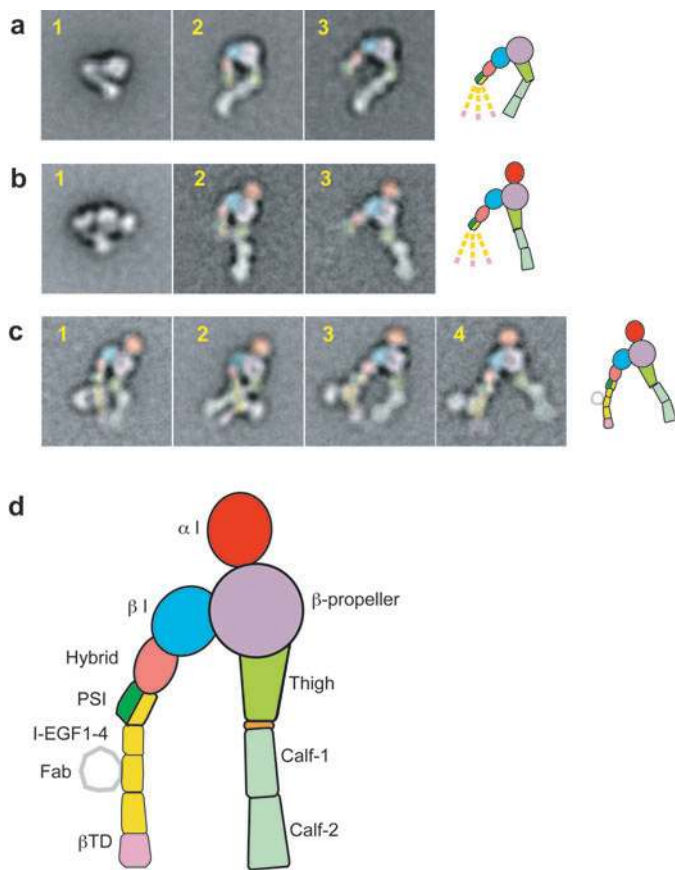 a 1 2 3
b 1 2 3
c 1 2 3 4
d
α I
β I
β-propeller
Hybrid
Thigh
PSI
I-EGF1-4
Fab
Calf-1
βTD
Calf-2